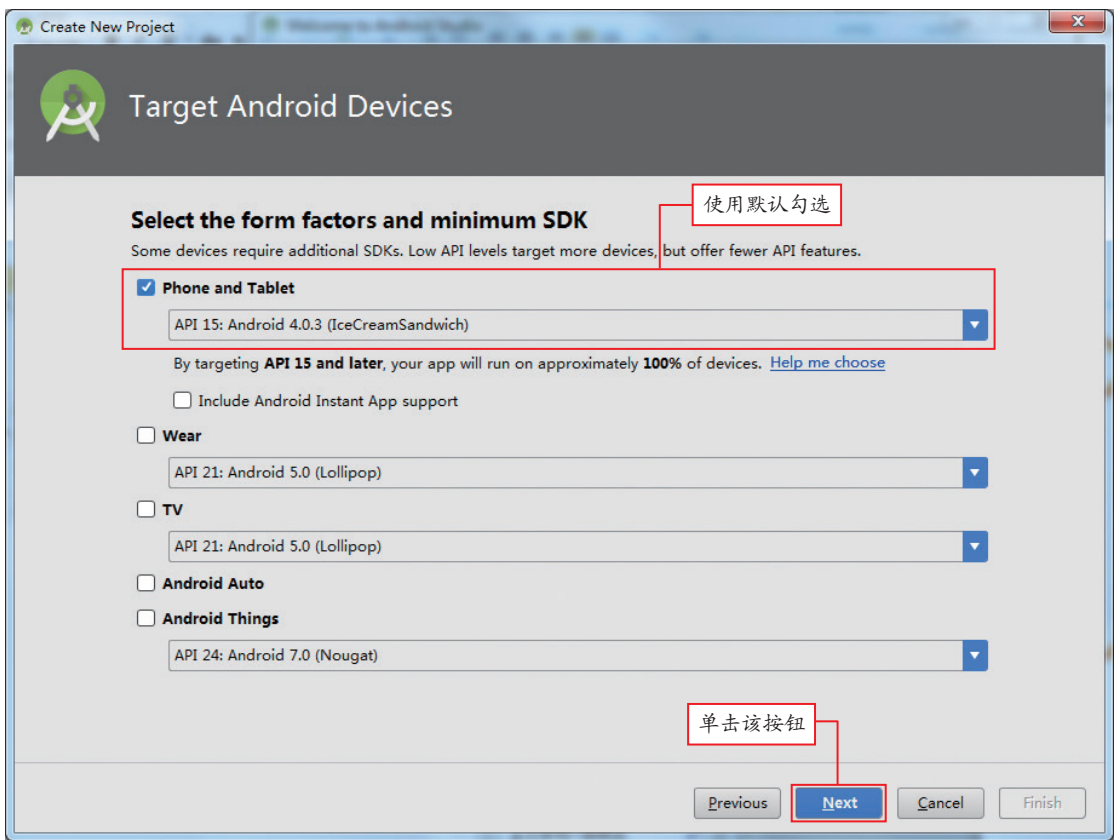 Create New Project
Target Android Devices
使用默认勾选
Select the form factors and minimum SDK
Some devices require additional SDKs. Low API levels target more devices, but offer fewer API features.
Phone and Tablet
API 15: Android 4.0.3 (IceCreamSandwich)
By targeting API 15 and later, your app will run on approximately 100% of devices. Help me choose
Include Android Instant App support
Wear
API 21: Android 5.0 (Lollipop)
TV
API 21: Android 5.0 (Lollipop)
Android Auto
Android Things
API 24: Android 7.0 (Nougat)
单击该按钮
Previous Next Cancel Finish